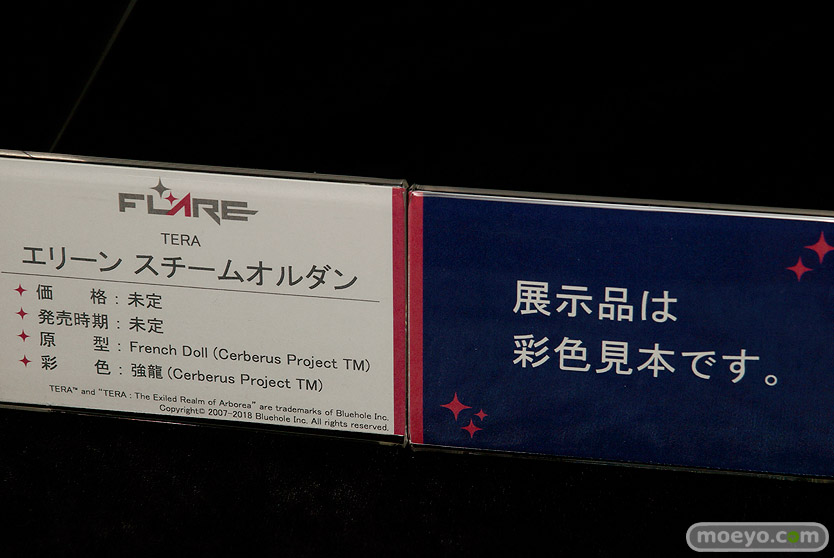 FLARE
TERA
エリーン スチームオルダン
価　格：未定
発売時期：未定
原　型：French Doll (Cerberus Project TM)
彩　色：強龍 (Cerberus Project TM)
TERA™ and "TERA : The Exiled Realm of Arborea" are trademarks of Bluehole Inc.
Copyright© 2007-2018 Bluehole Inc. All rights reserved.
展示品は
彩色見本です。
moeyo.com